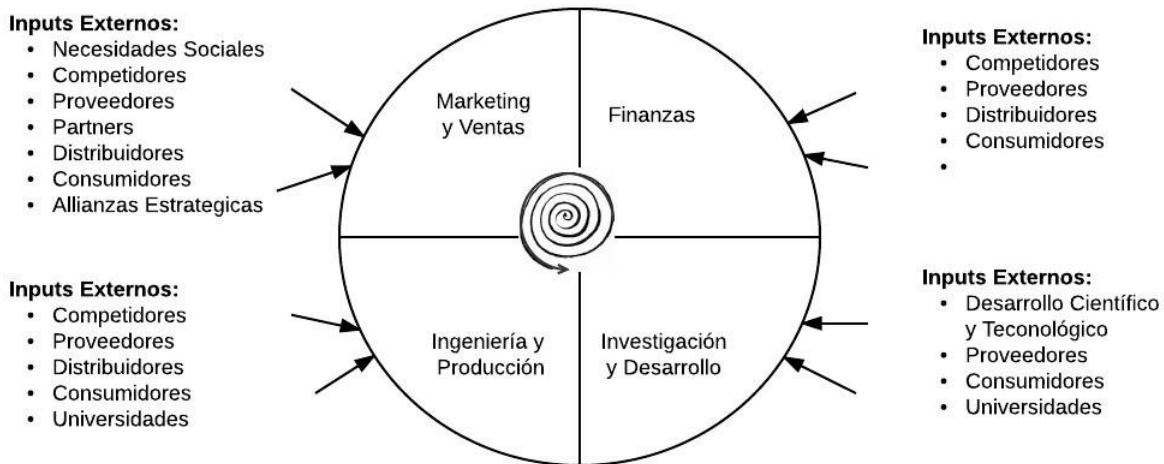 Inputs Externos:
• Necesidades Sociales
• Competidores
• Proveedores
• Partners
• Distribuidores
• Consumidores
• Allianzas Estrategicas
Marketing
y Ventas
Finanzas
Inputs Externos:
• Competidores
• Proveedores
• Distribuidores
• Consumidores
•
Inputs Externos:
• Competidores
• Proveedores
• Distribuidores
• Consumidores
• Universidades
Ingeniería y
Producción
Investigación
y Desarrollo
Inputs Externos:
• Desarrollo Científico
y Teconológico
• Proveedores
• Consumidores
• Universidades